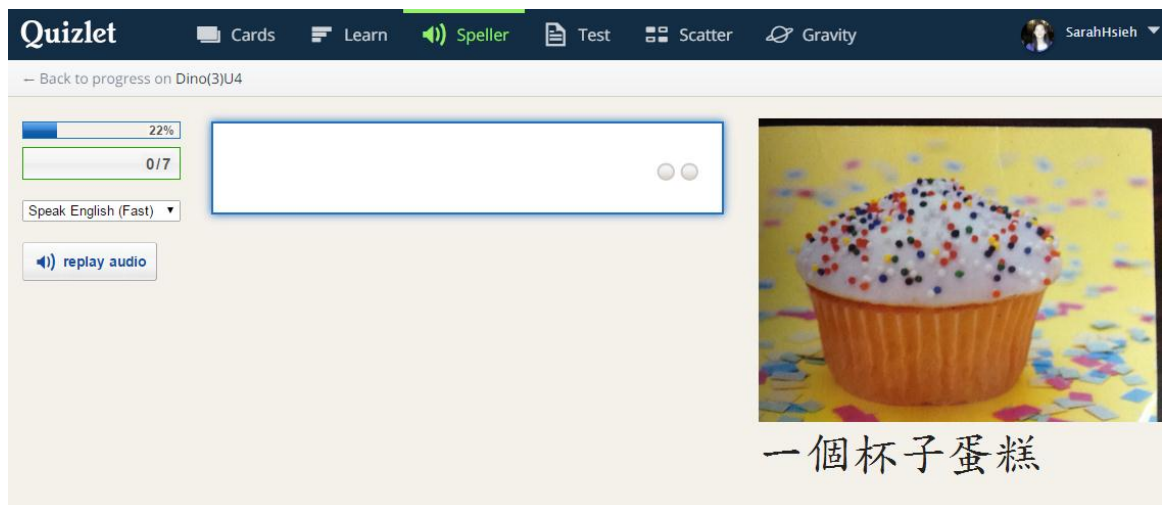 Quizlet Cards Learn Speller Test Scatter Gravity SarahHsieh
← Back to progress on Dino(3)U4
22%
0/7
Speak English (Fast)
replay audio
一個杯子蛋糕